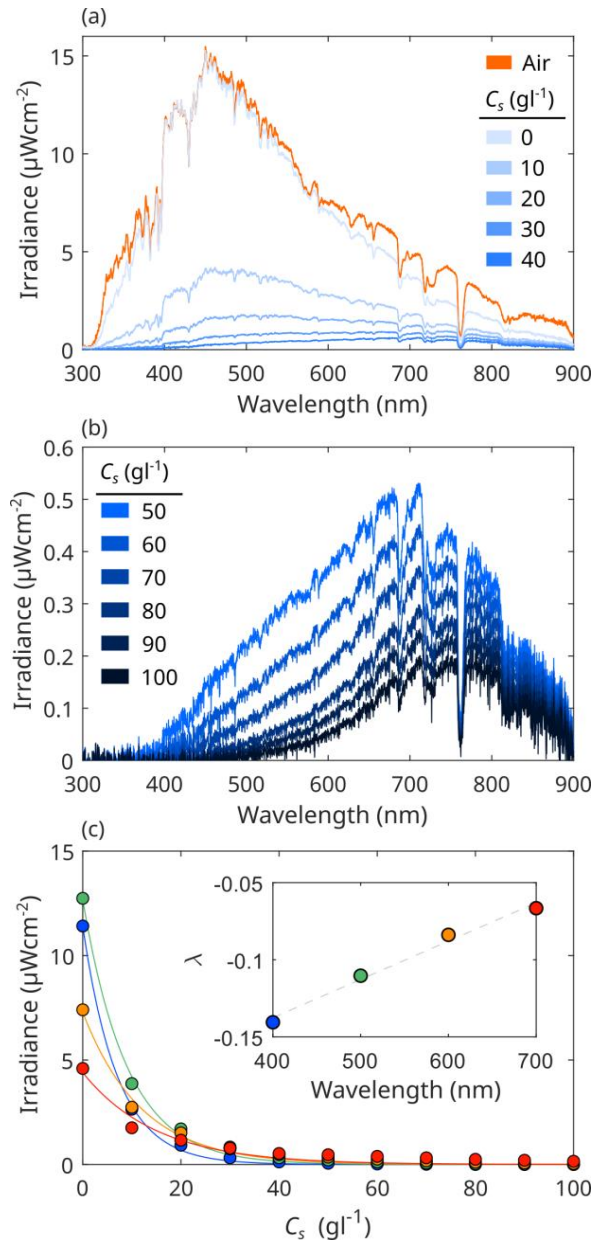 (a)
15
10
5
0
Irradiance (µWcm⁻²)
Air
Cₛ (gl⁻¹)
0
10
20
30
40
300 400 500 600 700 800 900
Wavelength (nm)
(b)
0.6
0.5
0.4
0.3
0.2
0.1
0
Irradiance (µWcm⁻²)
Cₛ (gl⁻¹)
50
60
70
80
90
100
300 400 500 600 700 800 900
Wavelength (nm)
(c)
15
10
5
0
Irradiance (µWcm⁻²)
-0.05
-0.1
-0.15
λ
400 500 600 700
Wavelength (nm)
0 20 40 60 80 100
Cₛ (gl⁻¹)